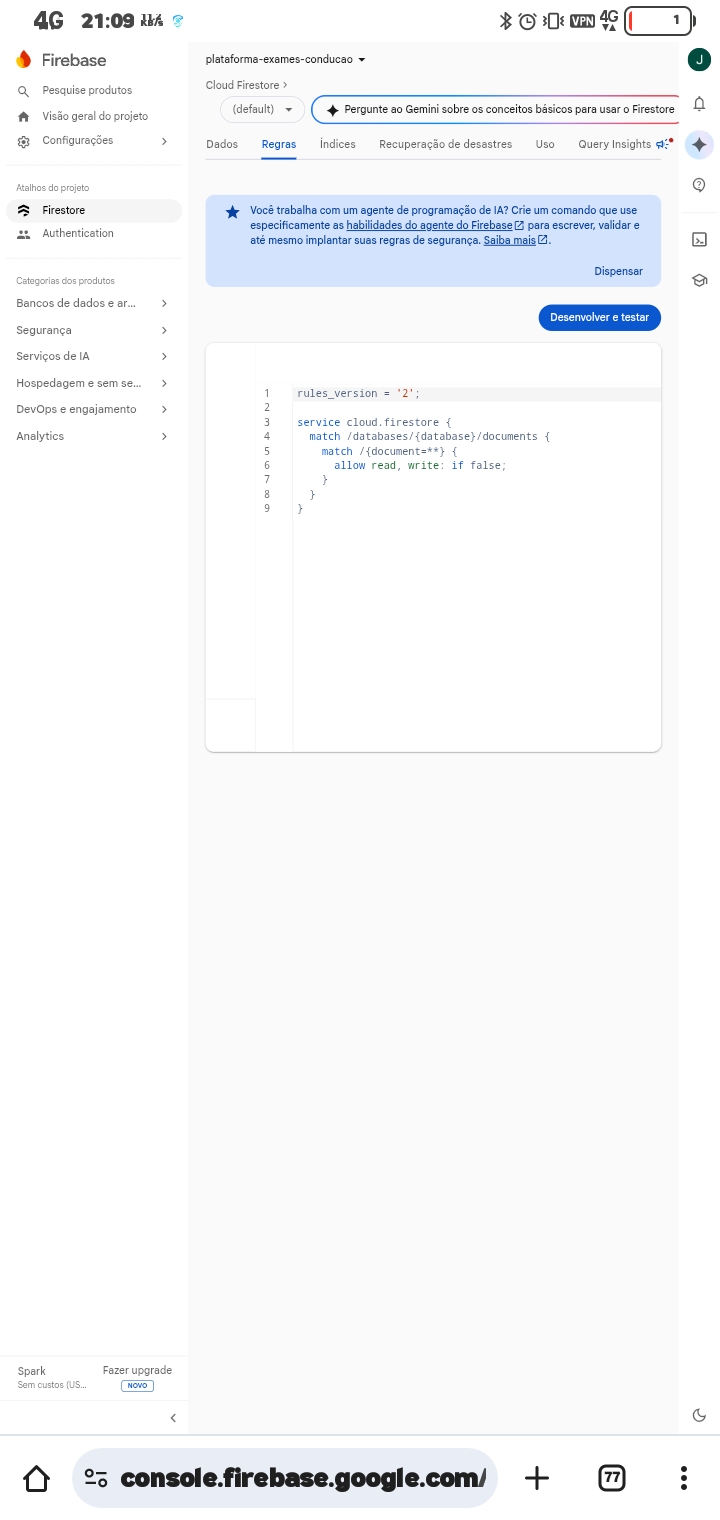 4G 21:09 11,4 KB/s VPN 4G 1
Firebase
Pesquise produtos
Visão geral do projeto
Configurações
Atalhos do projeto
Firestore
Authentication
Categorias dos produtos
Bancos de dados e ar...
Segurança
Serviços de IA
Hospedagem e sem se...
DevOps e engajamento
Analytics
Spark
Sem custos (US...
Fazer upgrade
NOVO
plataforma-exames-conducao
J
Cloud Firestore
(default)
Pergunte ao Gemini sobre os conceitos básicos para usar o Firestore
Dados Regras Índices Recuperação de desastres Uso Query Insights
Você trabalha com um agente de programação de IA? Crie um comando que use
especificamente as habilidades do agente do Firebase para escrever, validar e
até mesmo implantar suas regras de segurança. Saiba mais.
Dispensar
Desenvolver e testar
1 rules_version = '2';
2
3 service cloud.firestore {
4 match /databases/{database}/documents {
5 match /{document=**} {
6 allow read, write: if false;
7 }
8 }
9 }
console.firebase.google.com/
77